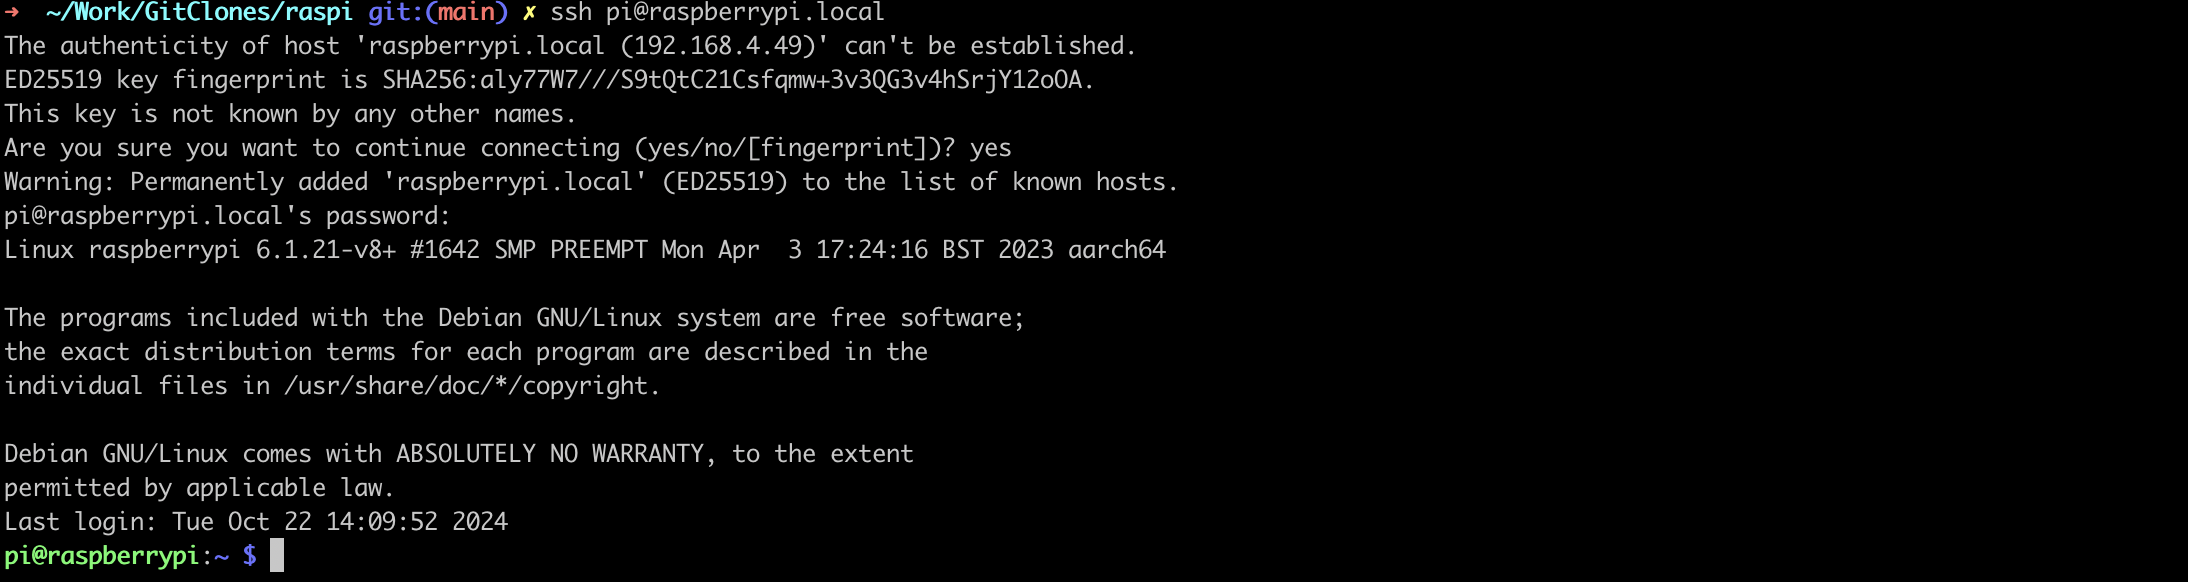 ➜  ~/Work/GitClones/raspi git:(main) ✗ ssh pi@raspberrypi.local
The authenticity of host 'raspberrypi.local (192.168.4.49)' can't be established.
ED25519 key fingerprint is SHA256:aly77W7///S9tQtC21Csfqmw+3v3QG3v4hSrjY12oOA.
This key is not known by any other names.
Are you sure you want to continue connecting (yes/no/[fingerprint])? yes
Warning: Permanently added 'raspberrypi.local' (ED25519) to the list of known hosts.
pi@raspberrypi.local's password:
Linux raspberrypi 6.1.21-v8+ #1642 SMP PREEMPT Mon Apr  3 17:24:16 BST 2023 aarch64

The programs included with the Debian GNU/Linux system are free software;
the exact distribution terms for each program are described in the
individual files in /usr/share/doc/*/copyright.

Debian GNU/Linux comes with ABSOLUTELY NO WARRANTY, to the extent
permitted by applicable law.
Last login: Tue Oct 22 14:09:52 2024
pi@raspberrypi:~ $